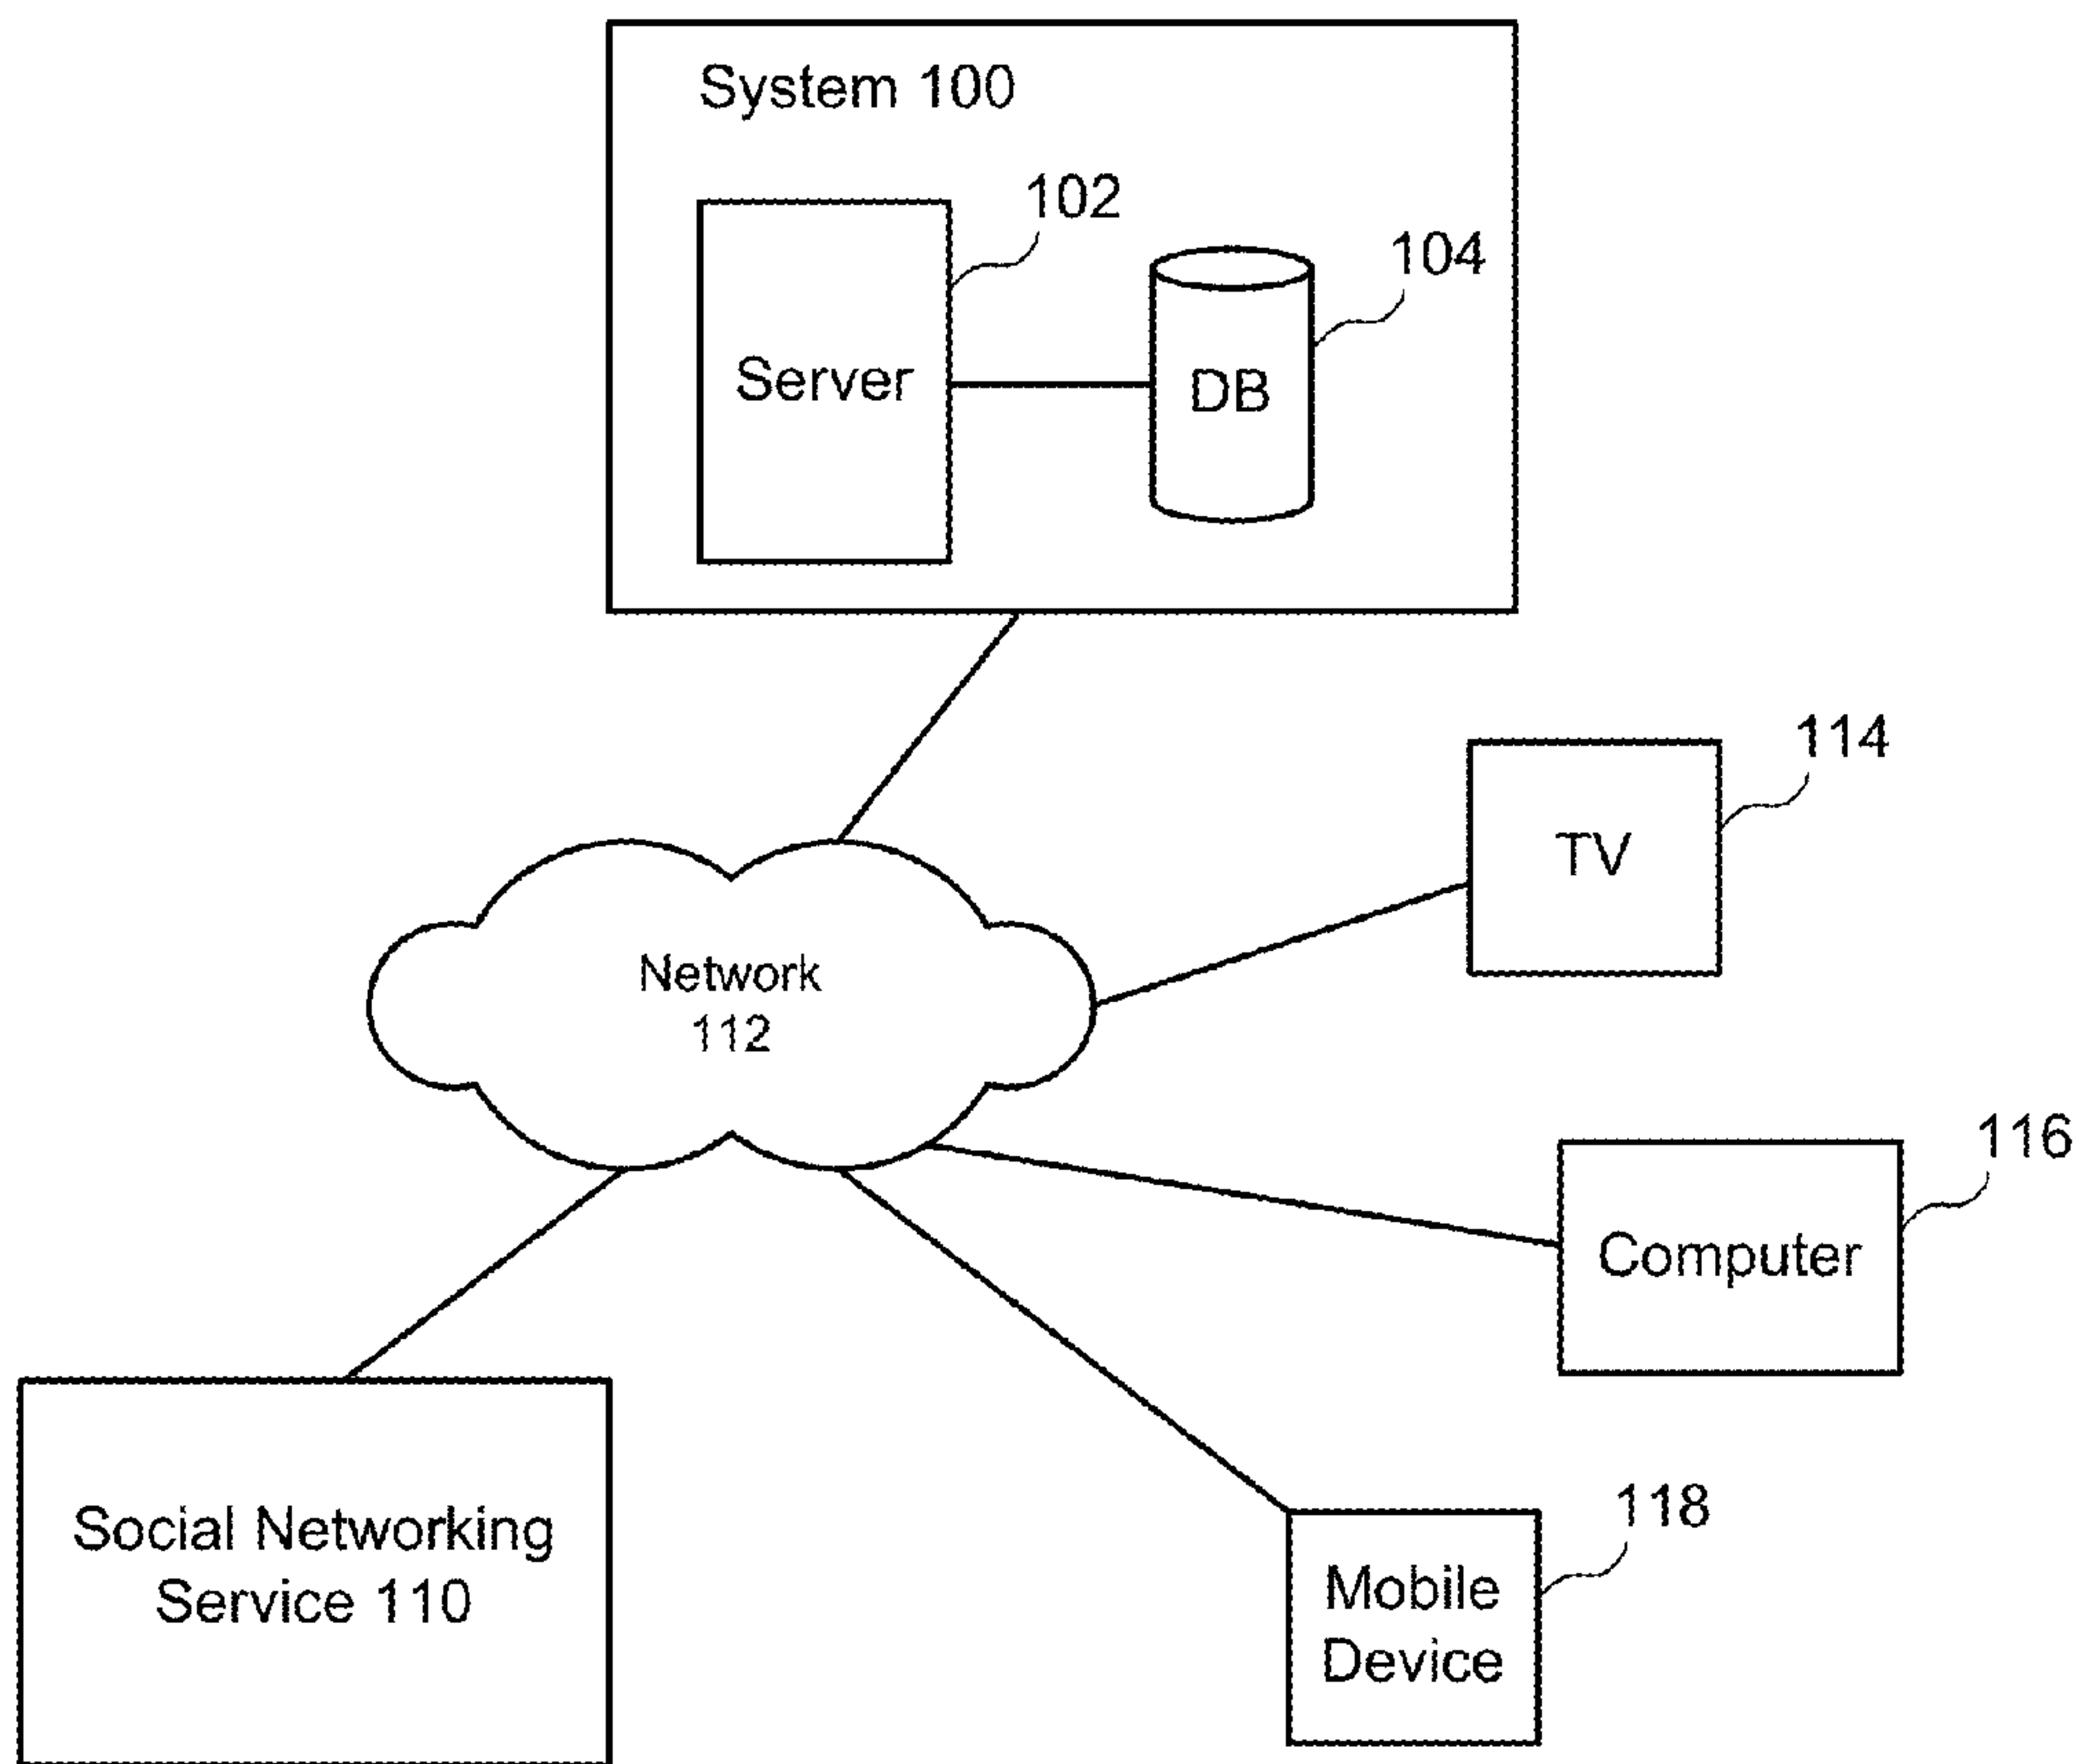 System 100
102
104
Server
DB
114
TV
Network
112
116
Computer
118
Social Networking
Service 110
Mobile
Device